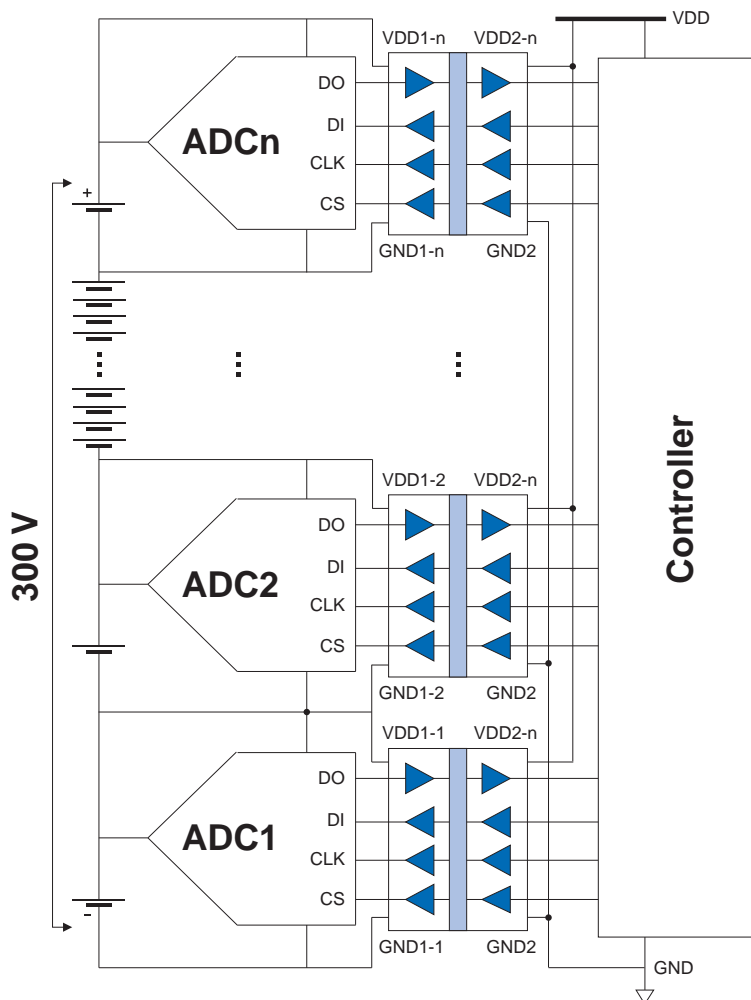 VDD1-n
VDD2-n
VDD
ADCn
DO
DI
CLK
CS
+
GND1-n
GND2
300 V
Controller
VDD1-2
VDD2-n
ADC2
DO
DI
CLK
CS
GND1-2
GND2
VDD1-1
VDD2-n
ADC1
DO
DI
CLK
CS
-
GND1-1
GND2
GND